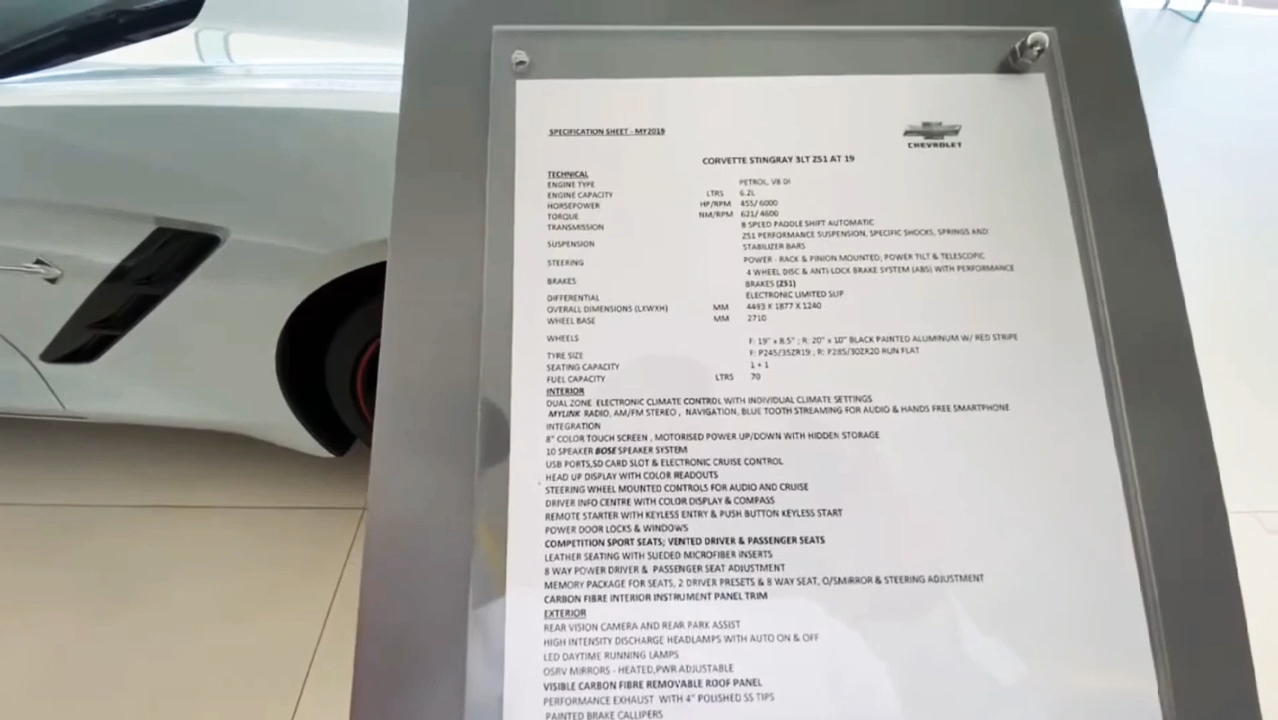 SPECIFICATION SHEET - MY2019
CHEVROLET
CORVETTE STINGRAY 3LT Z51 AT 19
TECHNICAL
ENGINE TYPE PETROL, V8 DI
ENGINE CAPACITY LTRS 6.2L
HORSEPOWER HP/RPM 455/ 6000
TORQUE NM/RPM 621/ 4600
TRANSMISSION 8 SPEED PADDLE SHIFT AUTOMATIC
SUSPENSION Z51 PERFORMANCE SUSPENSION, SPECIFIC SHOCKS, SPRINGS AND
STABILIZER BARS
STEERING POWER - RACK & PINION MOUNTED; POWER TILT & TELESCOPIC
BRAKES 4 WHEEL DISC & ANTI LOCK BRAKE SYSTEM (ABS) WITH PERFORMANCE
BRAKES (Z51)
DIFFERENTIAL ELECTRONIC LIMITED SLIP
OVERALL DIMENSIONS (LXWXH) MM 4493 X 1877 X 1240
WHEEL BASE MM 2710
WHEELS F: 19" x 8.5" ; R: 20" x 10" BLACK PAINTED ALUMINUM W/ RED STRIPE
TYRE SIZE F: P245/35ZR19 ; R: P285/30ZR20 RUN FLAT
SEATING CAPACITY 1 + 1
FUEL CAPACITY LTRS 70
INTERIOR
DUAL ZONE ELECTRONIC CLIMATE CONTROL WITH INDIVIDUAL CLIMATE SETTINGS
MYLINK RADIO, AM/FM STEREO , NAVIGATION, BLUE TOOTH STREAMING FOR AUDIO & HANDS FREE SMARTPHONE
INTEGRATION
8" COLOR TOUCH SCREEN , MOTORISED POWER UP/DOWN WITH HIDDEN STORAGE
10 SPEAKER BOSE SPEAKER SYSTEM
USB PORTS,SD CARD SLOT & ELECTRONIC CRUISE CONTROL
HEAD UP DISPLAY WITH COLOR READOUTS
STEERING WHEEL MOUNTED CONTROLS FOR AUDIO AND CRUISE
DRIVER INFO CENTRE WITH COLOR DISPLAY & COMPASS
REMOTE STARTER WITH KEYLESS ENTRY & PUSH BUTTON KEYLESS START
POWER DOOR LOCKS & WINDOWS
COMPETITION SPORT SEATS; VENTED DRIVER & PASSENGER SEATS
LEATHER SEATING WITH SUEDED MICROFIBER INSERTS
8 WAY POWER DRIVER & PASSENGER SEAT ADJUSTMENT
MEMORY PACKAGE FOR SEATS, 2 DRIVER PRESETS & 8 WAY SEAT, O/SMIRROR & STEERING ADJUSTMENT
CARBON FIBRE INTERIOR INSTRUMENT PANEL TRIM
EXTERIOR
REAR VISION CAMERA AND REAR PARK ASSIST
HIGH INTENSITY DISCHARGE HEADLAMPS WITH AUTO ON & OFF
LED DAYTIME RUNNING LAMPS
OSRV MIRRORS - HEATED,PWR ADJUSTABLE
VISIBLE CARBON FIBRE REMOVABLE ROOF PANEL
PERFORMANCE EXHAUST WITH 4" POLISHED SS TIPS
PAINTED BRAKE CALLIPERS